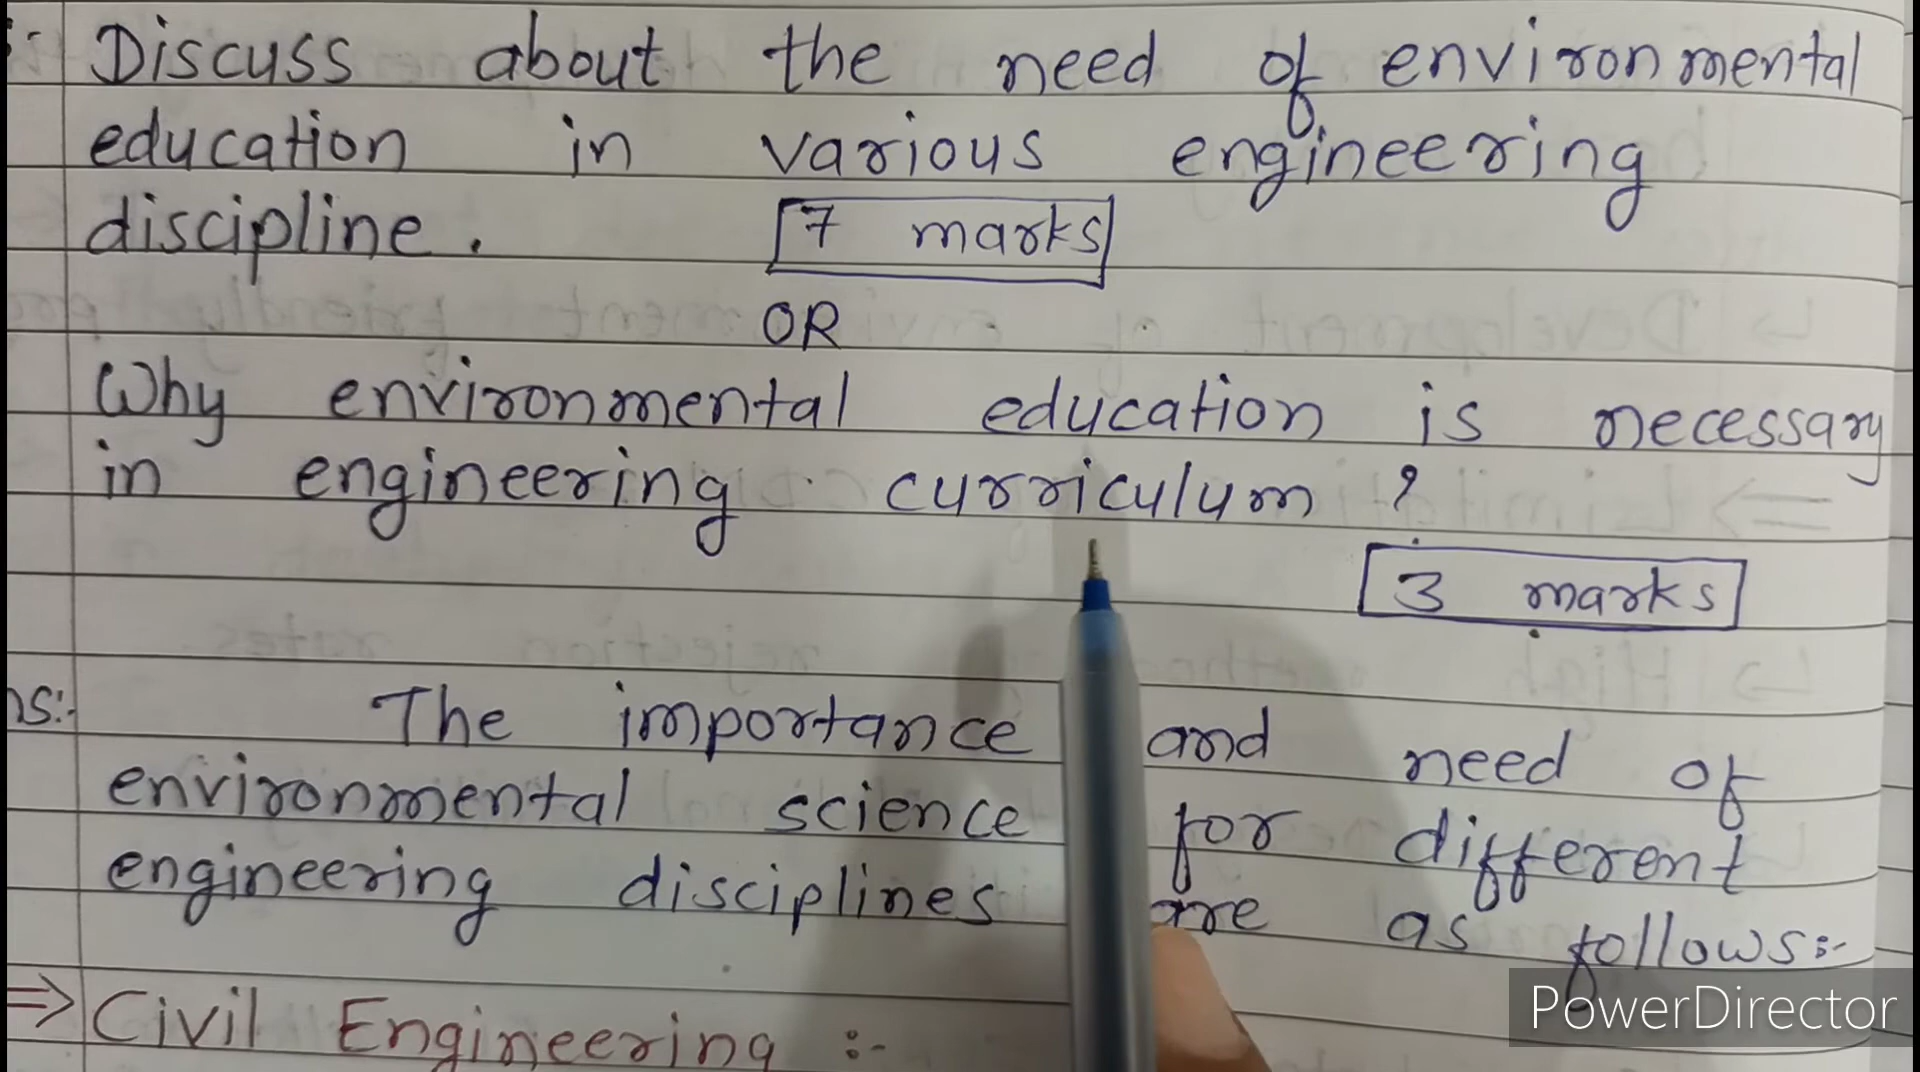 Discuss about the need of environmental
education in various engineering
discipline. 7 marks
OR
Why environmental education is necessary
in engineering curriculum ?
3 marks
The importance and need of
environmental science for different
engineering disciplines are as follows:-
⇒ Civil Engineering :-
PowerDirector